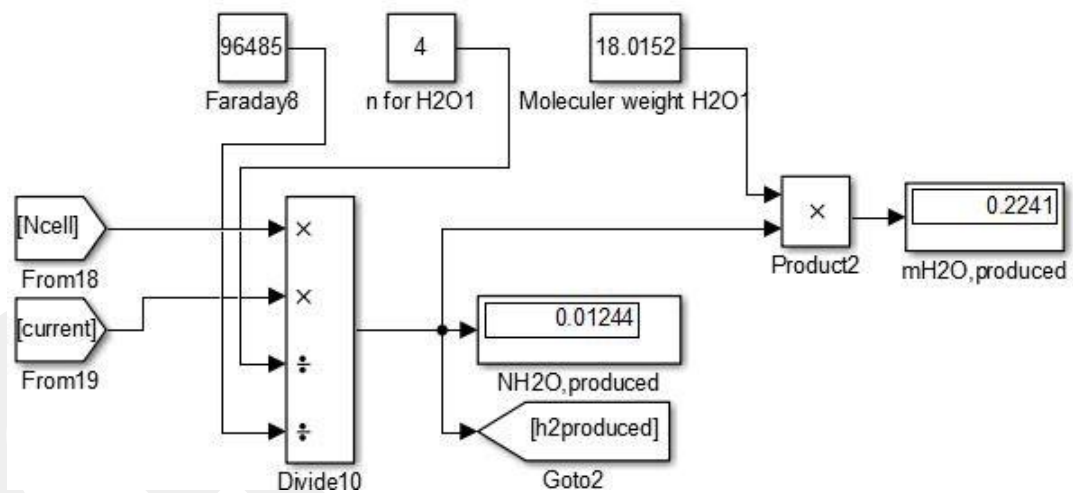 96485
Faraday8
4
n for H2O1
18.0152
Moleculer weight H2O1
[Ncell]
From18
[current]
From19
×
×
÷
÷
Divide10
×
Product2
0.2241
mH2O,produced
0.01244
NH2O,produced
[h2produced]
Goto2